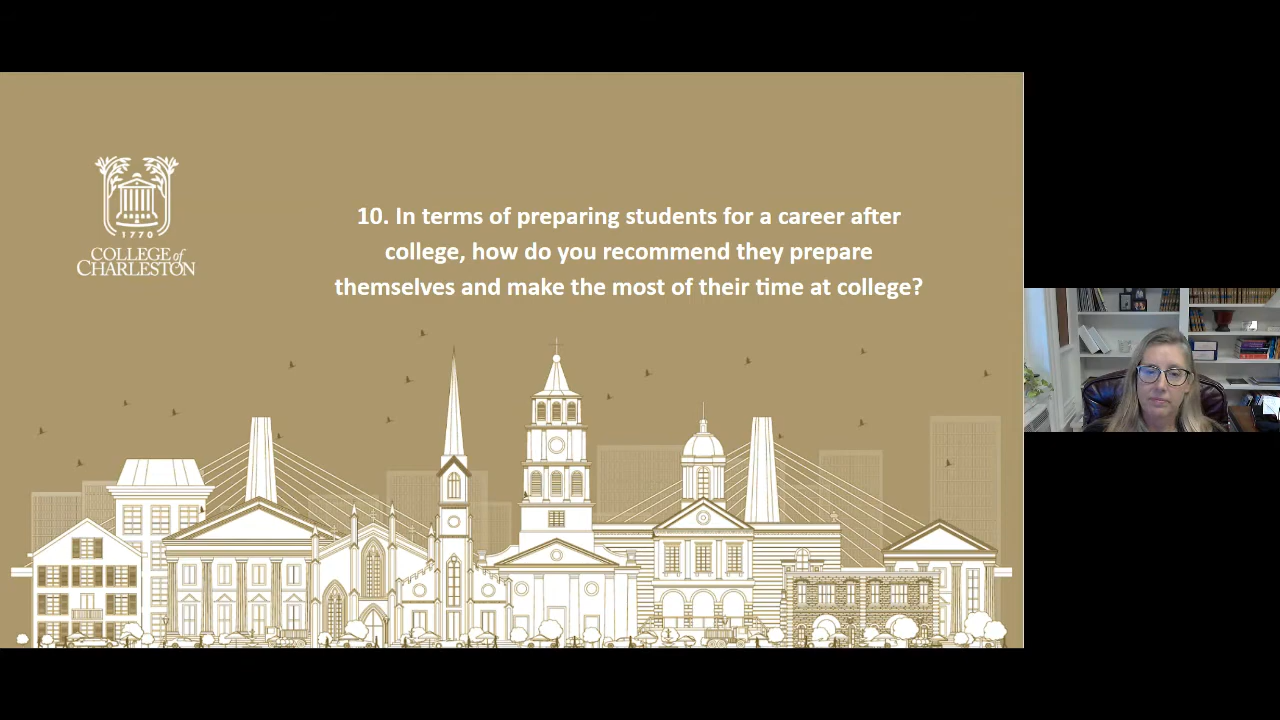 1770
COLLEGE of
CHARLESTON
10. In terms of preparing students for a career after
college, how do you recommend they prepare
themselves and make the most of their time at college?